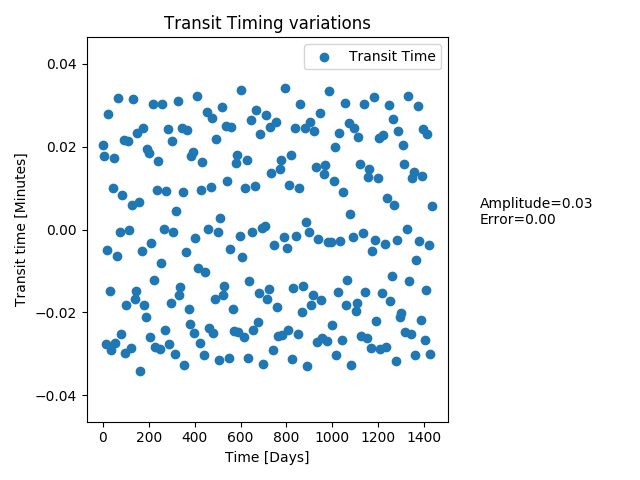 Transit Timing variations
Transit Time
0.04
0.02
0.00
−0.02
−0.04
Transit time [Minutes]
0 200 400 600 800 1000 1200 1400
Time [Days]
Amplitude=0.03
Error=0.00